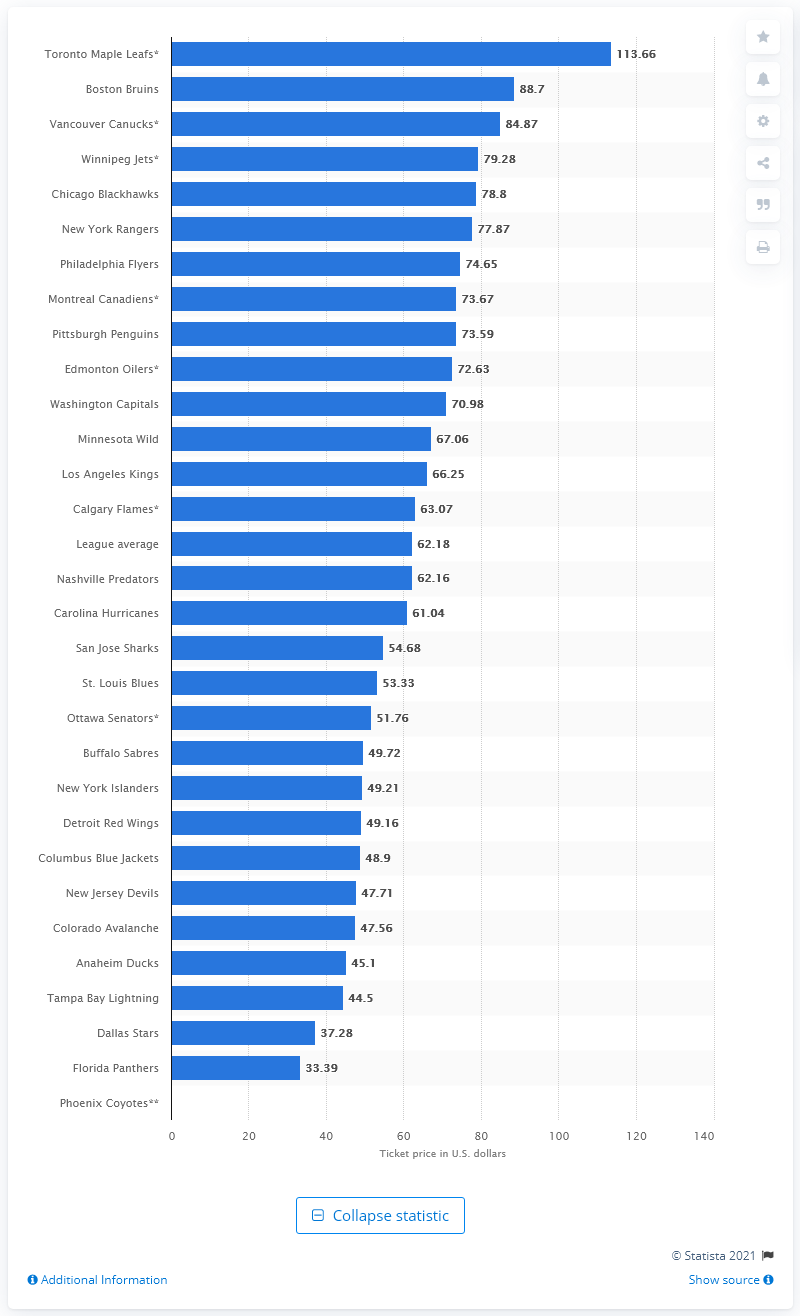 Toronto Maple Leafs* 113.66
Boston Bruins 88.7
Vancouver Canucks* 84.87
Winnipeg Jets* 79.28
Chicago Blackhawks 78.8
New York Rangers 77.87
Philadelphia Flyers 74.65
Montreal Canadiens* 73.67
Pittsburgh Penguins 73.59
Edmonton Oilers* 72.63
Washington Capitals 70.98
Minnesota Wild 67.06
Los Angeles Kings 66.25
Calgary Flames* 63.07
League average 62.18
Nashville Predators 62.16
Carolina Hurricanes 61.04
San Jose Sharks 54.68
St. Louis Blues 53.33
Ottawa Senators* 51.76
Buffalo Sabres 49.72
New York Islanders 49.21
Detroit Red Wings 49.16
Columbus Blue Jackets 48.9
New Jersey Devils 47.71
Colorado Avalanche 47.56
Anaheim Ducks 45.1
Tampa Bay Lightning 44.5
Dallas Stars 37.28
Florida Panthers 33.39
Phoenix Coyotes**
0 20 40 60 80 100 120 140
Ticket price in U.S. dollars
Collapse statistic
© Statista 2021
Additional Information Show source